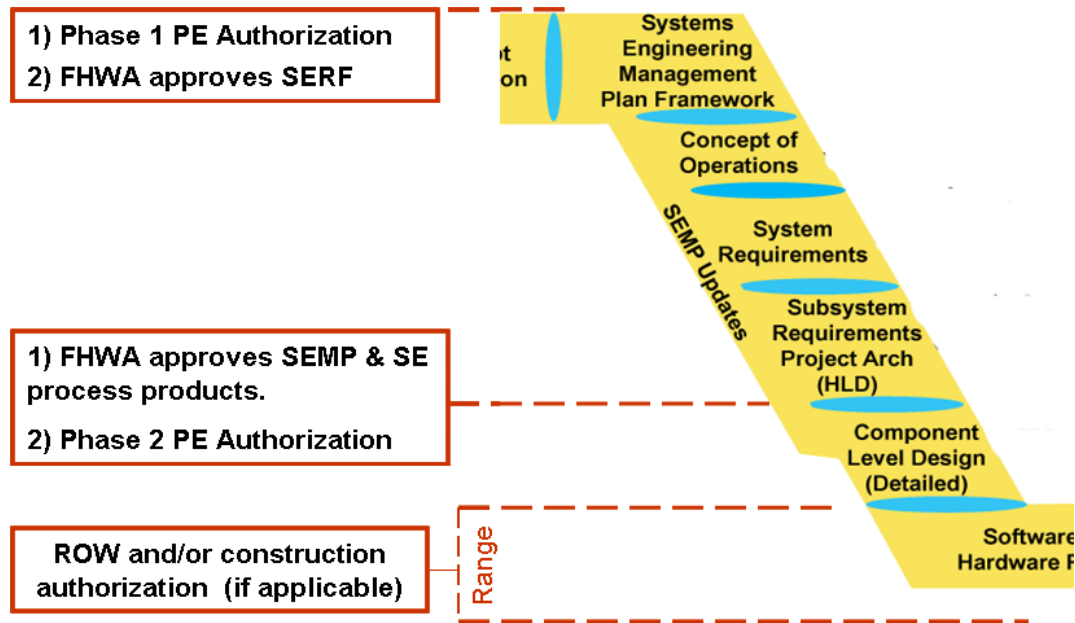 1) Phase 1 PE Authorization
2) FHWA approves SERF
Systems
Engineering
Management
Plan Framework
Concept of
Operations
System
Requirements
SEMP Updates
Subsystem
Requirements
Project Arch
(HLD)
1) FHWA approves SEMP & SE
process products.
2) Phase 2 PE Authorization
Component
Level Design
(Detailed)
ROW and/or construction
authorization (if applicable)
Range
Software
Hardware